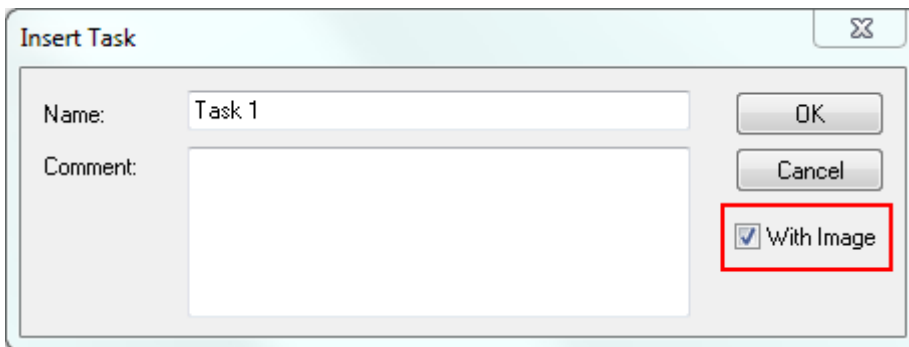 Insert Task
Name:
Task 1
OK
Comment:
Cancel
With Image